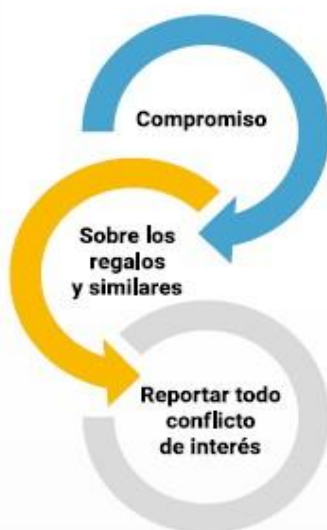 Compromiso
Sobre los
regalos
y similares
Reportar todo
conflicto
de interés